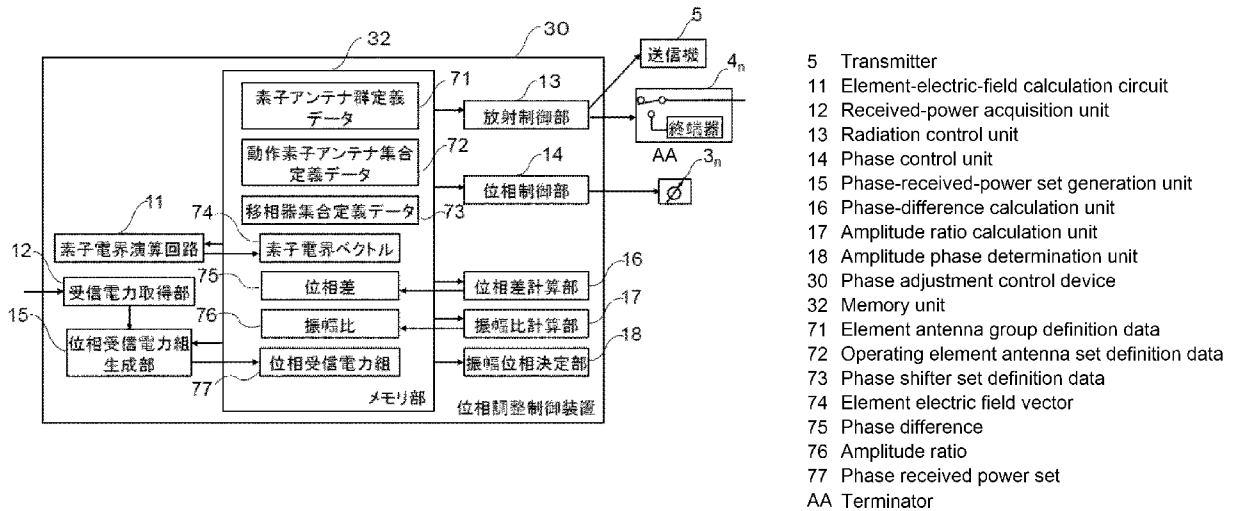 5
送信機
30
32
4n
71
13
素子アンテナ群定義
データ
放射制御部
終端器
AA
72
動作素子アンテナ集合
定義データ
14
3n
位相制御部
11
移相器集合定義データ
73
74
素子電界演算回路
素子電界ベクトル
12
75
16
受信電力取得部
位相差
位相差計算部
15
76
17
振幅比
振幅比計算部
位相受信電力組
生成部
18
位相受信電力組
振幅位相決定部
77
メモリ部
位相調整制御装置
5 Transmitter
11 Element-electric-field calculation circuit
12 Received-power acquisition unit
13 Radiation control unit
14 Phase control unit
15 Phase-received-power set generation unit
16 Phase-difference calculation unit
17 Amplitude ratio calculation unit
18 Amplitude phase determination unit
30 Phase adjustment control device
32 Memory unit
71 Element antenna group definition data
72 Operating element antenna set definition data
73 Phase shifter set definition data
74 Element electric field vector
75 Phase difference
76 Amplitude ratio
77 Phase received power set
AA Terminator